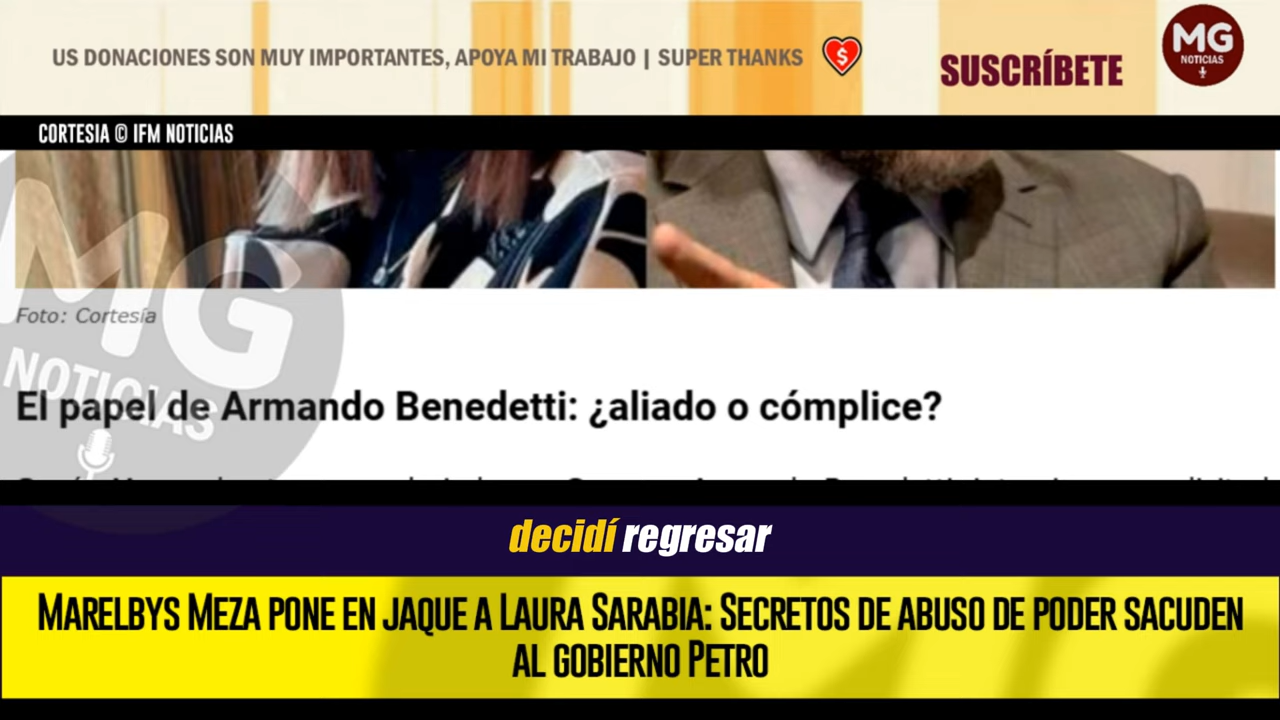 US DONACIONES SON MUY IMPORTANTES, APOYA MI TRABAJO | SUPER THANKS
SUSCRÍBETE
MG
NOTICIAS
CORTESIA © IFM NOTICIAS
MG
NOTICIAS
Foto: Cortesía
El papel de Armando Benedetti: ¿aliado o cómplice?
decidí regresar
MARELBYS MEZA PONE EN JAQUE A LAURA SARABIA: SECRETOS DE ABUSO DE PODER SACUDEN
AL GOBIERNO PETRO